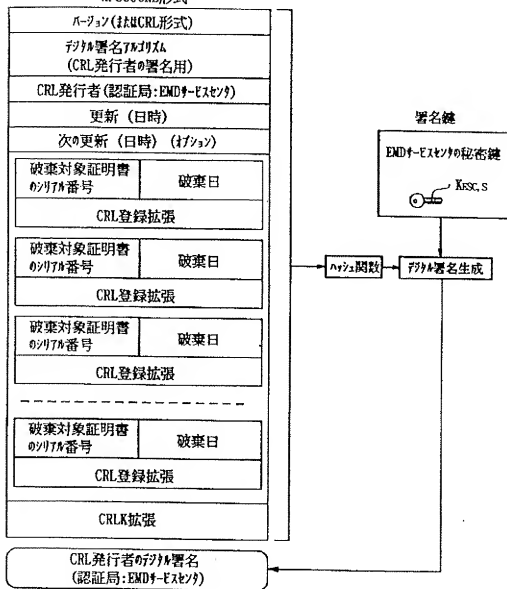 バージョン(またはCRL形式)
デジタル署名アルゴリズム
(CRL発行者の署名用)
CRL発行者(認証局:EMDサービスセンタ)
更新 (日時)
次の更新 (日時) (オプション)
破棄対象証明書
のシリアル番号
破棄日
CRL登録拡張
破棄対象証明書
のシリアル番号
破棄日
CRL登録拡張
破棄対象証明書
のシリアル番号
破棄日
CRL登録拡張
破棄対象証明書
のシリアル番号
破棄日
CRL登録拡張
CRLK拡張
CRL発行者のデジタル署名
(認証局:EMDサービスセンタ)
署名鍵
EMDサービスセンタの秘密鍵
KESC,S
ハッシュ関数
デジタル署名生成